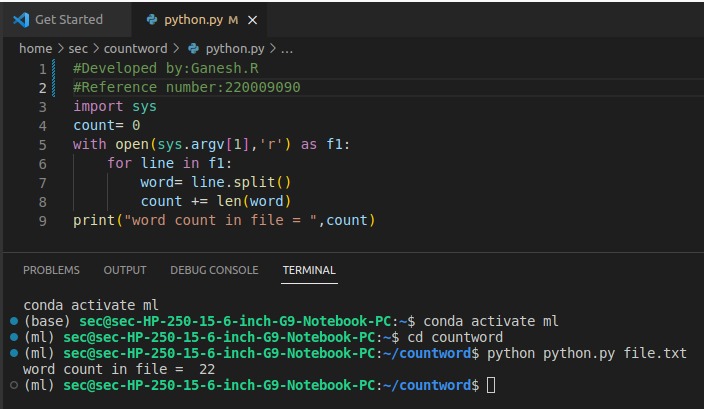 Get Started
python.py M ×
home > sec > countword > python.py > ...
1 #Developed by:Ganesh.R
2 #Reference number:220009090
3 import sys
4 count= 0
5 with open(sys.argv[1],'r') as f1:
6 for line in f1:
7 word= line.split()
8 count += len(word)
9 print("word count in file = ",count)
PROBLEMS OUTPUT DEBUG CONSOLE TERMINAL
conda activate ml
(base) sec@sec-HP-250-15-6-inch-G9-Notebook-PC:~$ conda activate ml
(ml) sec@sec-HP-250-15-6-inch-G9-Notebook-PC:~$ cd countword
(ml) sec@sec-HP-250-15-6-inch-G9-Notebook-PC:~/countword$ python python.py file.txt
word count in file =  22
(ml) sec@sec-HP-250-15-6-inch-G9-Notebook-PC:~/countword$